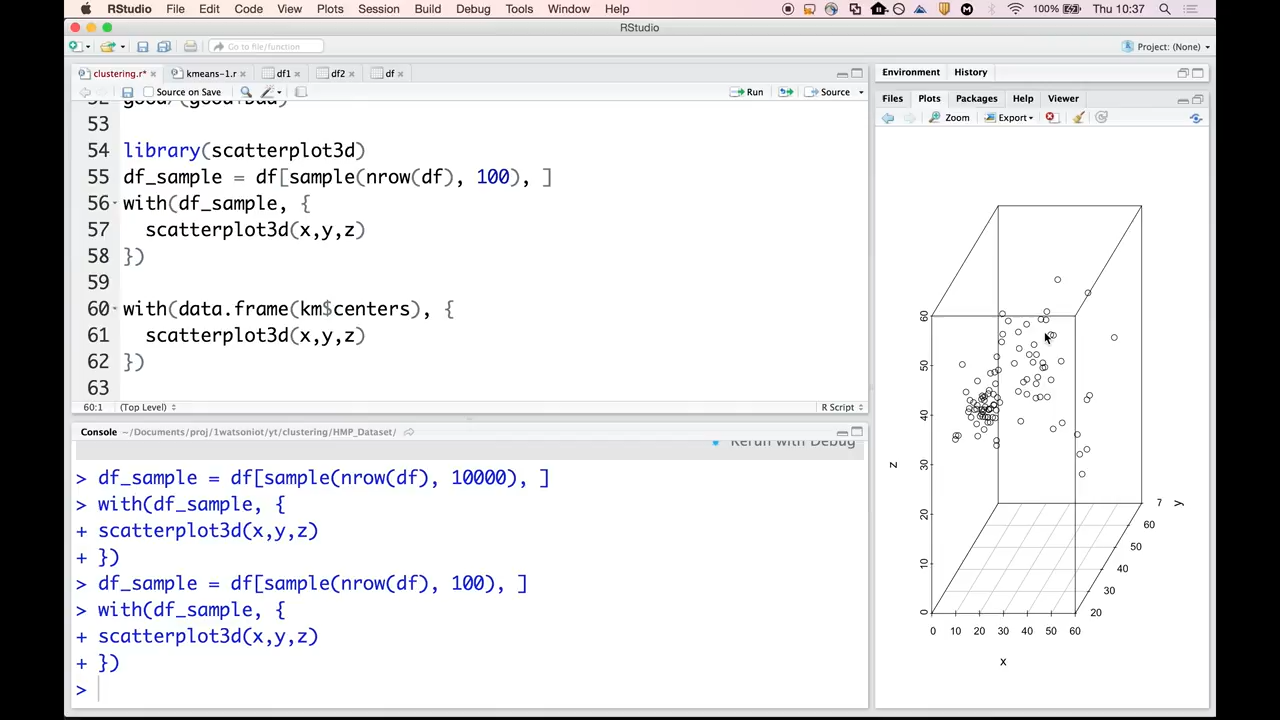 RStudio File Edit Code View Plots Session Build Debug Tools Window Help 100% Thu 10:37
RStudio
Go to file/function Project: (None)
clustering.r* kmeans-1.r df1 df2 df
Source on Save Run Source
52 good/(good+bad)
53
54 library(scatterplot3d)
55 df_sample = df[sample(nrow(df), 100), ]
56 with(df_sample, {
57 scatterplot3d(x,y,z)
58 })
59
60 with(data.frame(km$centers), {
61 scatterplot3d(x,y,z)
62 })
63
60:1 (Top Level) R Script
Console ~/Documents/proj/1watsoniot/yt/clustering/HMP_Dataset/
Rerun with Debug
> df_sample = df[sample(nrow(df), 10000), ]
> with(df_sample, {
+ scatterplot3d(x,y,z)
+ })
> df_sample = df[sample(nrow(df), 100), ]
> with(df_sample, {
+ scatterplot3d(x,y,z)
+ })
>
Environment History
Files Plots Packages Help Viewer
Zoom Export
60
50
40
30
20
10
0
z
0 10 20 30 40 50 60
x
7
60
50
40
30
20
y